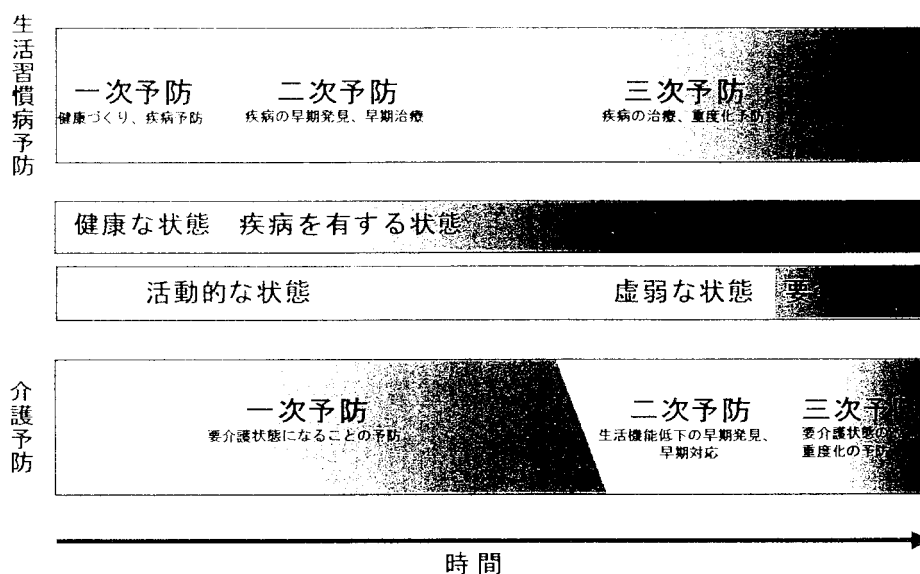 生活習慣病予防
一次予防
健康づくり、疾病予防
二次予防
疾病の早期発見、早期治療
三次予防
疾病の治療、重度化予防
健康な状態 疾病を有する状態
活動的な状態
虚弱な状態
要
介護予防
一次予防
要介護状態になることの予防
二次予防
生活機能低下の早期発見、
早期対応
三次予
要介護状態の
重度化の予防
時間